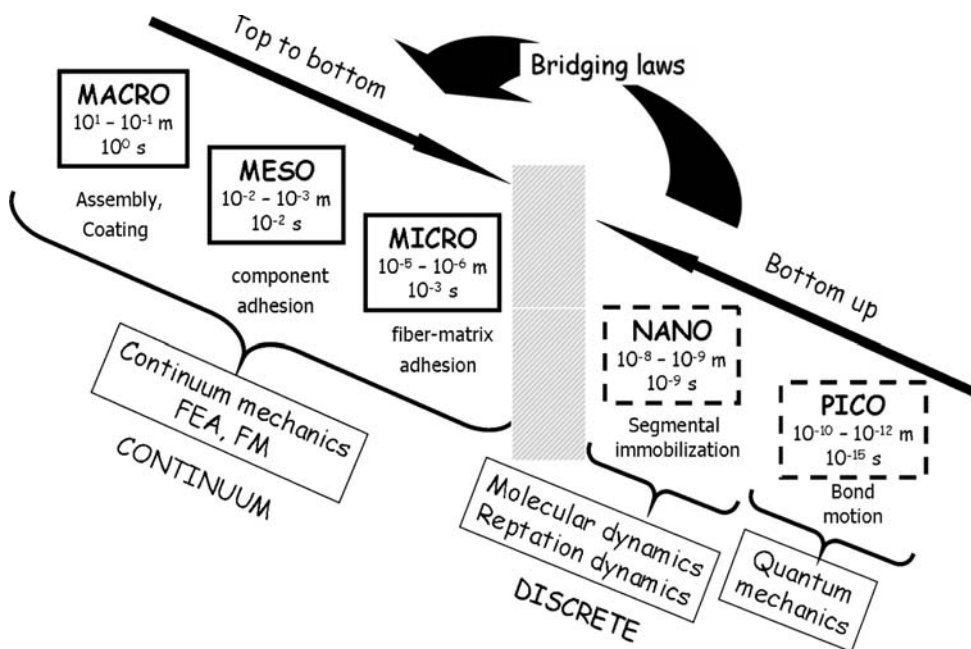 Top to bottom
Bridging laws
MACRO
10¹ – 10⁻¹ m
10⁰ s
Assembly,
Coating
MESO
10⁻² – 10⁻³ m
10⁻² s
component
adhesion
MICRO
10⁻⁵ – 10⁻⁶ m
10⁻³ s
fiber-matrix
adhesion
Bottom up
NANO
10⁻⁸ – 10⁻⁹ m
10⁻⁹ s
Segmental
immobilization
PICO
10⁻¹⁰ – 10⁻¹² m
10⁻¹⁵ s
Bond
motion
Continuum mechanics
FEA, FM
CONTINUUM
Molecular dynamics
Reptation dynamics
DISCRETE
Quantum
mechanics